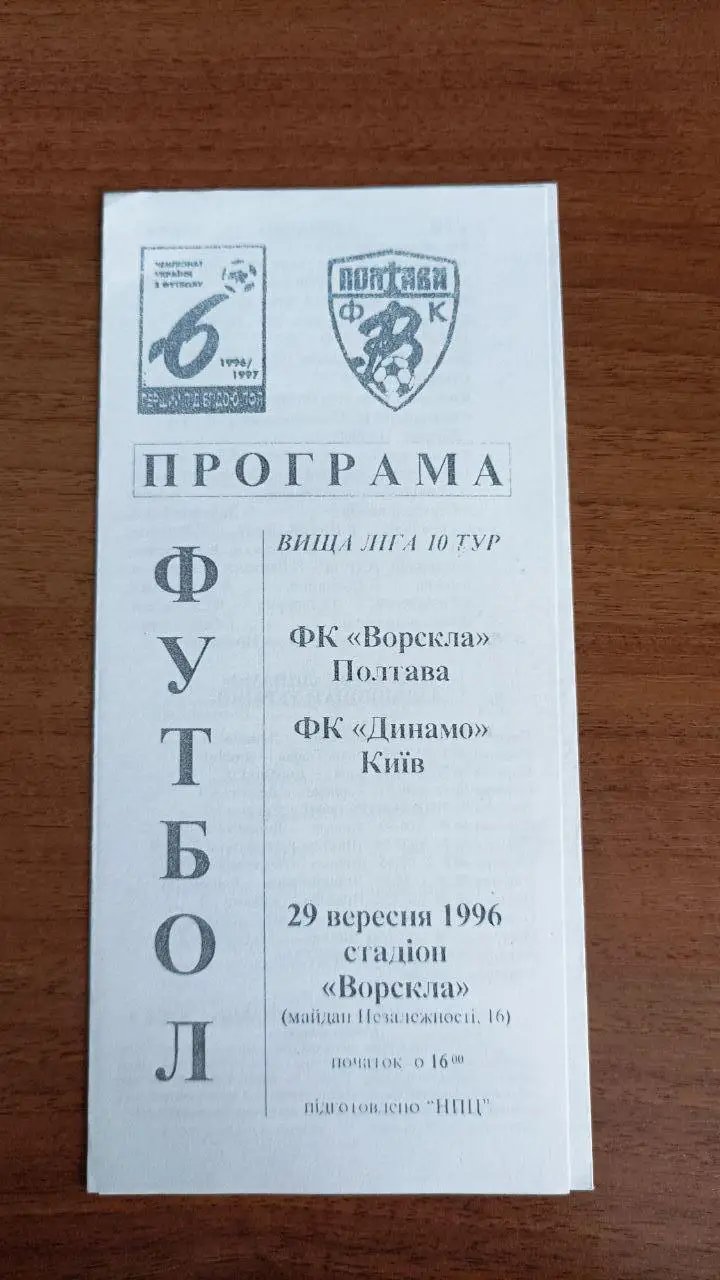 ЧЕМПІОНАТ
УКРАЇНИ
З ФУТБОЛУ
6
1996/
1997
ПОЛТАВА
Ф К
В
ПРОГРАМА
ФУТБОЛ
ВИЩА ЛІГА 10 ТУР
ФК «Ворскла»
Полтава
ФК «Динамо»
Київ
29 вересня 1996
стадіон
«Ворскла»
(майдан Незалежності, 16)
початок о 16⁰⁰
підготовлено "НПЦ"